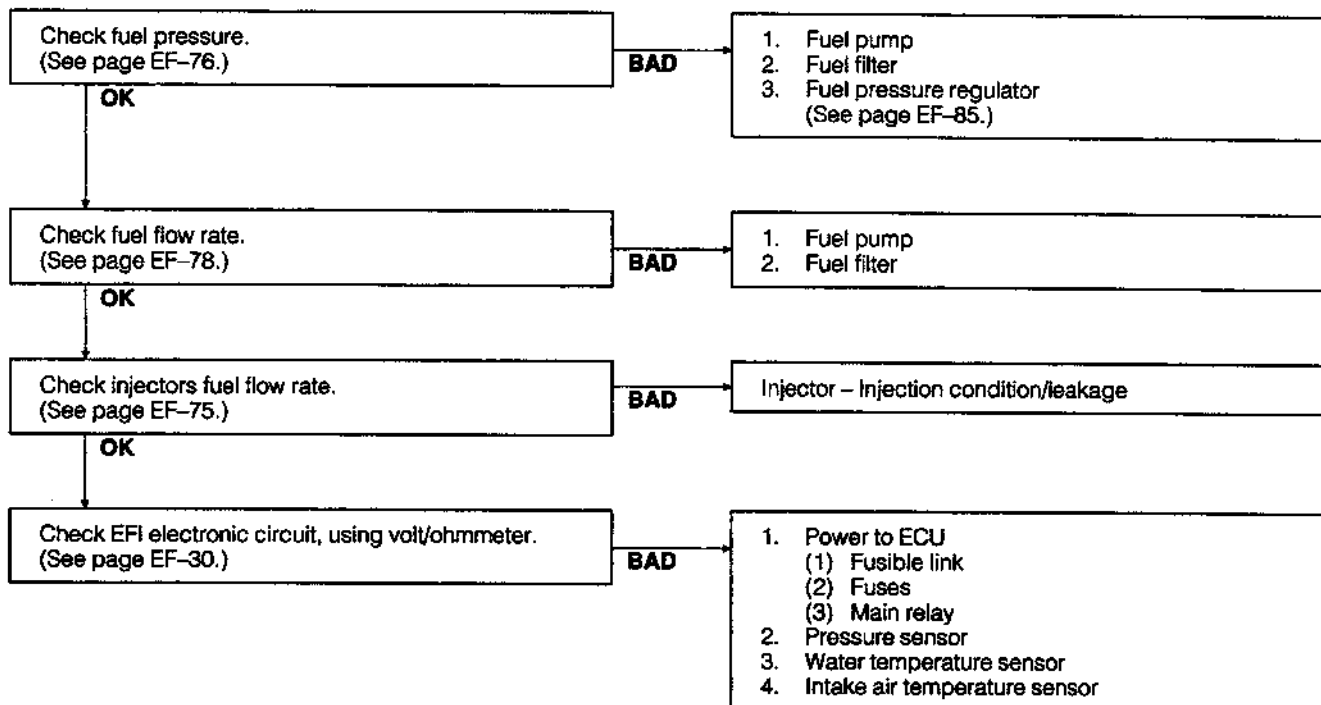 Check fuel pressure.
(See page EF–76.)
BAD
1. Fuel pump
2. Fuel filter
3. Fuel pressure regulator
(See page EF–85.)
OK
Check fuel flow rate.
(See page EF–78.)
BAD
1. Fuel pump
2. Fuel filter
OK
Check injectors fuel flow rate.
(See page EF–75.)
BAD
Injector – Injection condition/leakage
OK
Check EFI electronic circuit, using volt/ohmmeter.
(See page EF–30.)
BAD
1. Power to ECU
(1) Fusible link
(2) Fuses
(3) Main relay
2. Pressure sensor
3. Water temperature sensor
4. Intake air temperature sensor